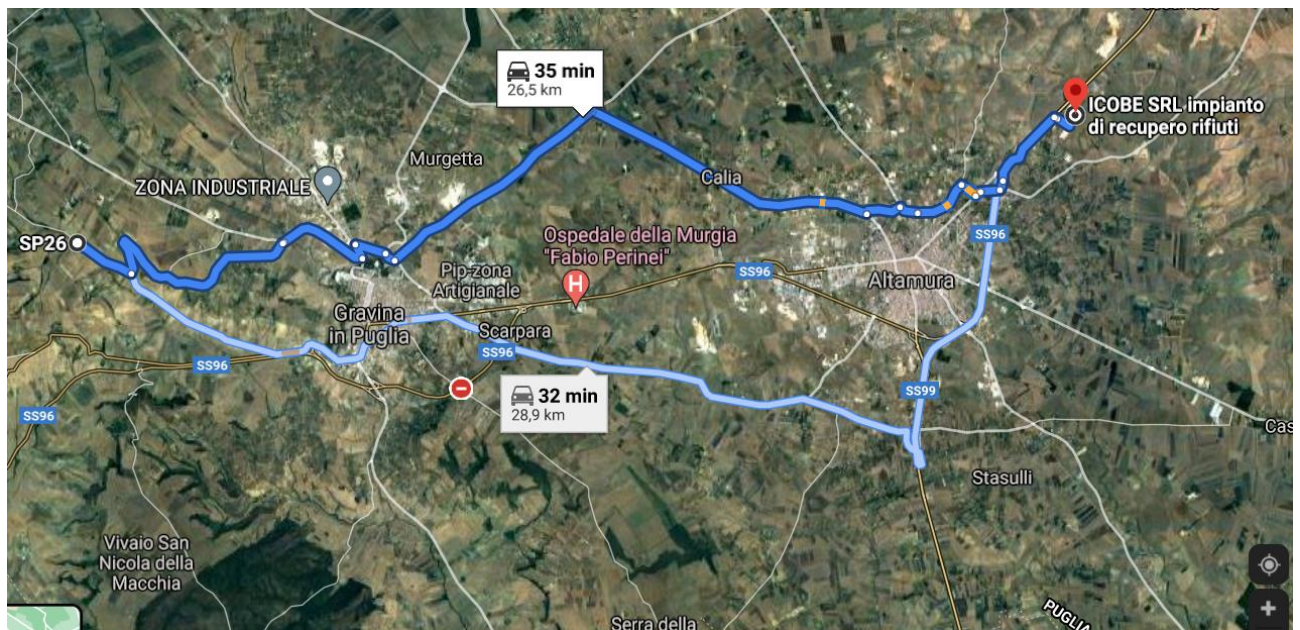 35 min
26,5 km
ICOBE SRL impianto
di recupero rifiuti
Murgetta
ZONA INDUSTRIALE
Calia
SP26
Ospedale della Murgia
"Fabio Perinei"
SS96
SS96
Pip-zona
Artigianale
Altamura
Gravina
in Puglia
Scarpara
SS96
SS96
32 min
28,9 km
SS99
SS96
H
Cas
Stasulli
Vivaio San
Nicola della
Macchia
PUGLIA
Serra della